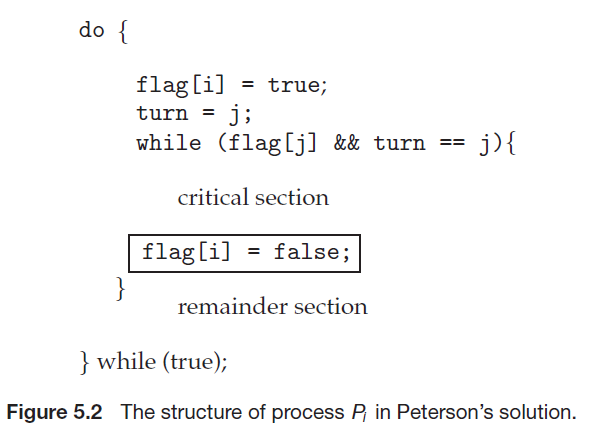 do {
flag[i] = true;
turn = j;
while (flag[j] && turn == j){
critical section
flag[i] = false;
}
remainder section
} while (true);
Figure 5.2 The structure of process Pi in Peterson's solution.